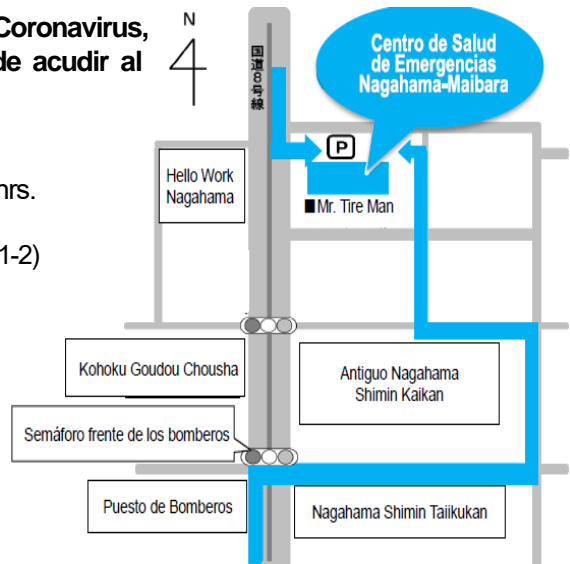 Coronavirus,
de acudir al
hrs.
1-2)
N
国道8号線
Centro de Salud
de Emergencias
Nagahama-Maibara
P
Hello Work
Nagahama
■Mr. Tire Man
Kohoku Goudou Chousha
Antiguo Nagahama
Shimin Kaikan
Semáforo frente de los bomberos
Puesto de Bomberos
Nagahama Shimin Taiikukan